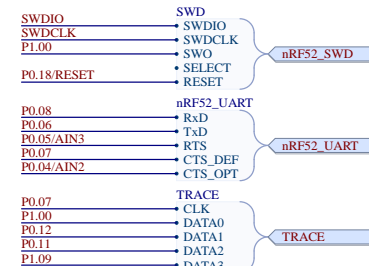 SWD
SWDIO SWDIO
SWDCLK SWDCLK
P1.00 SWO nRF52_SWD
SELECT
P0.18/RESET RESET
nRF52_UART
P0.08 RxD
P0.06 TxD
P0.05/AIN3 RTS nRF52_UART
P0.07 CTS_DEF
P0.04/AIN2 CTS_OPT
TRACE
P0.07 CLK
P1.00 DATA0
P0.12 DATA1 TRACE
P0.11 DATA2
P1.09 DATA3